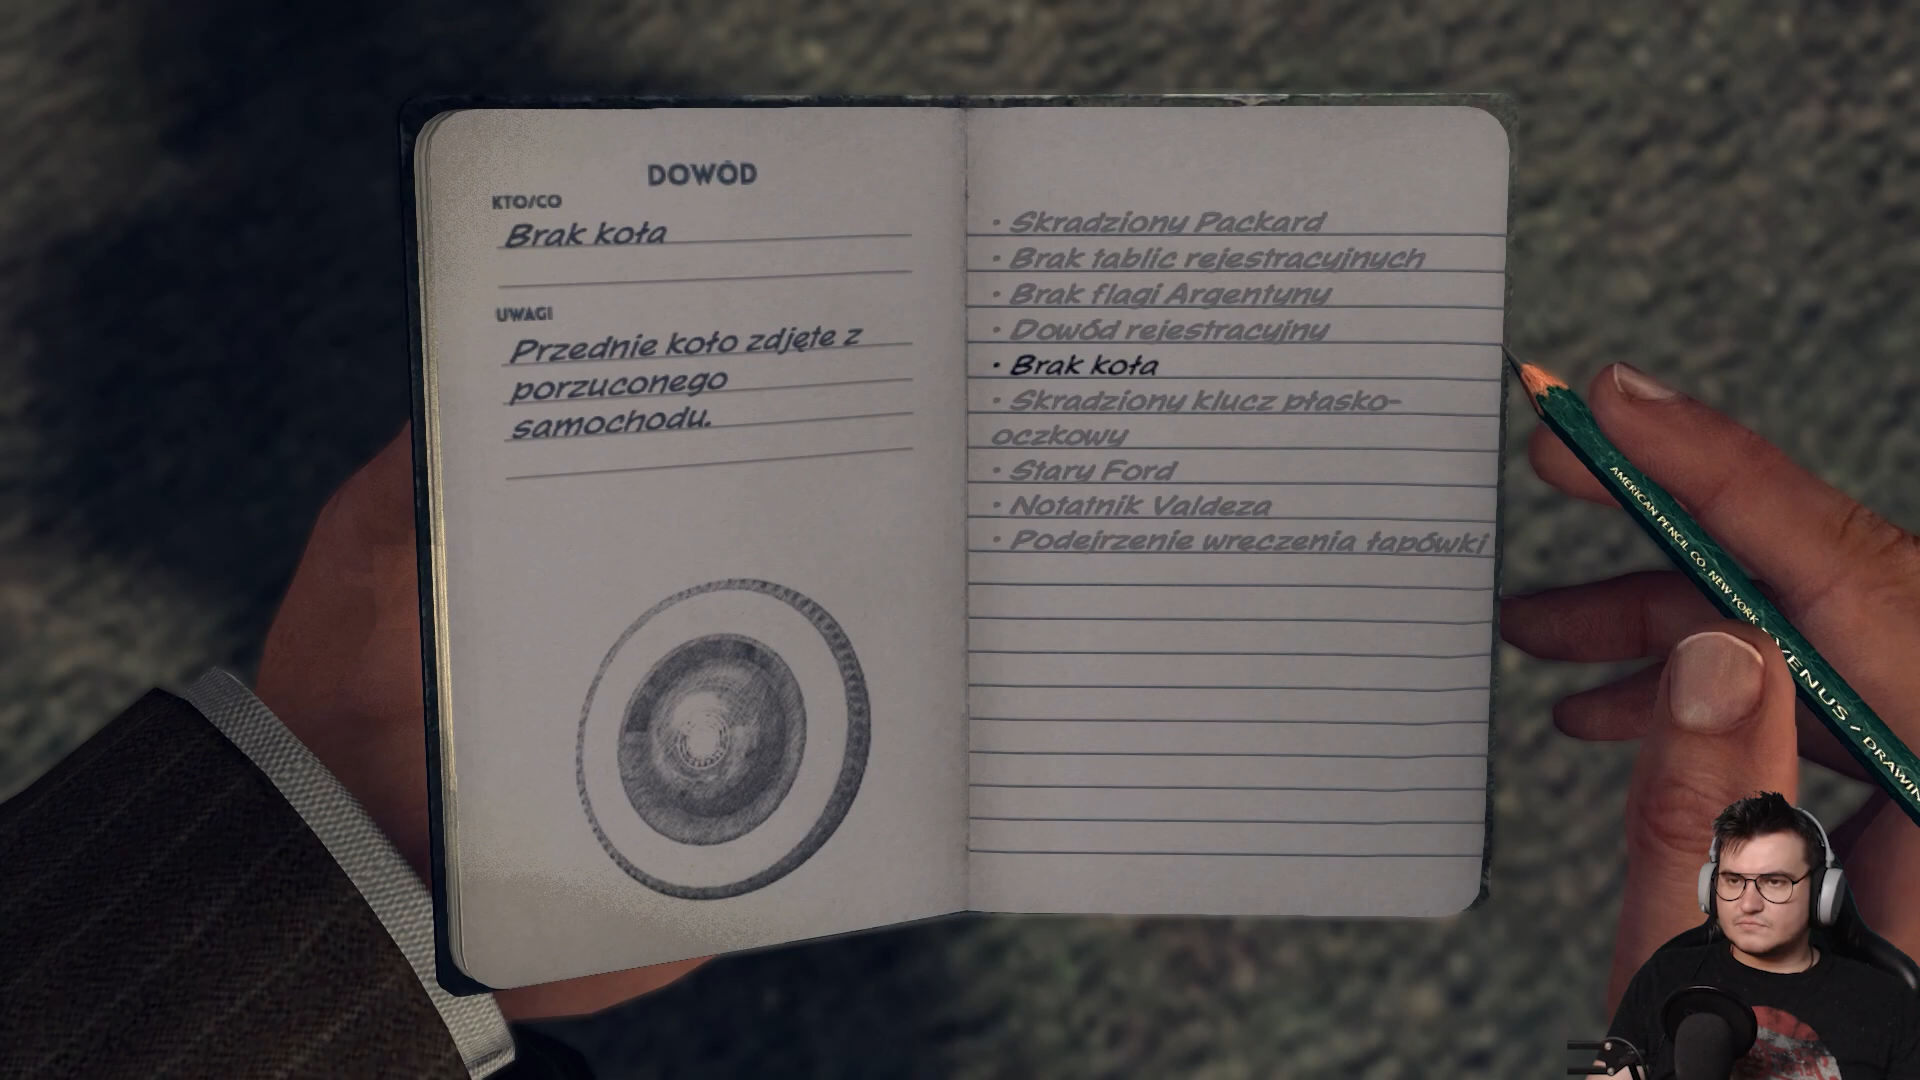 DOWÓD
KTO/CO
Brak koła
UWAGI
Przednie koło zdjęte z
porzuconego
samochodu.
• Skradziony Packard
• Brak tablic rejestracyjnych
• Brak flagi Argentyny
• Dowód rejestracyjny
• Brak koła
• Skradziony klucz płasko-
oczkowy
• Stary Ford
• Notatnik Valdeza
• Podejrzenie wreczenia łapówki
AMERICAN PENCIL CO. NEW YORK VENUS / DRAWIN